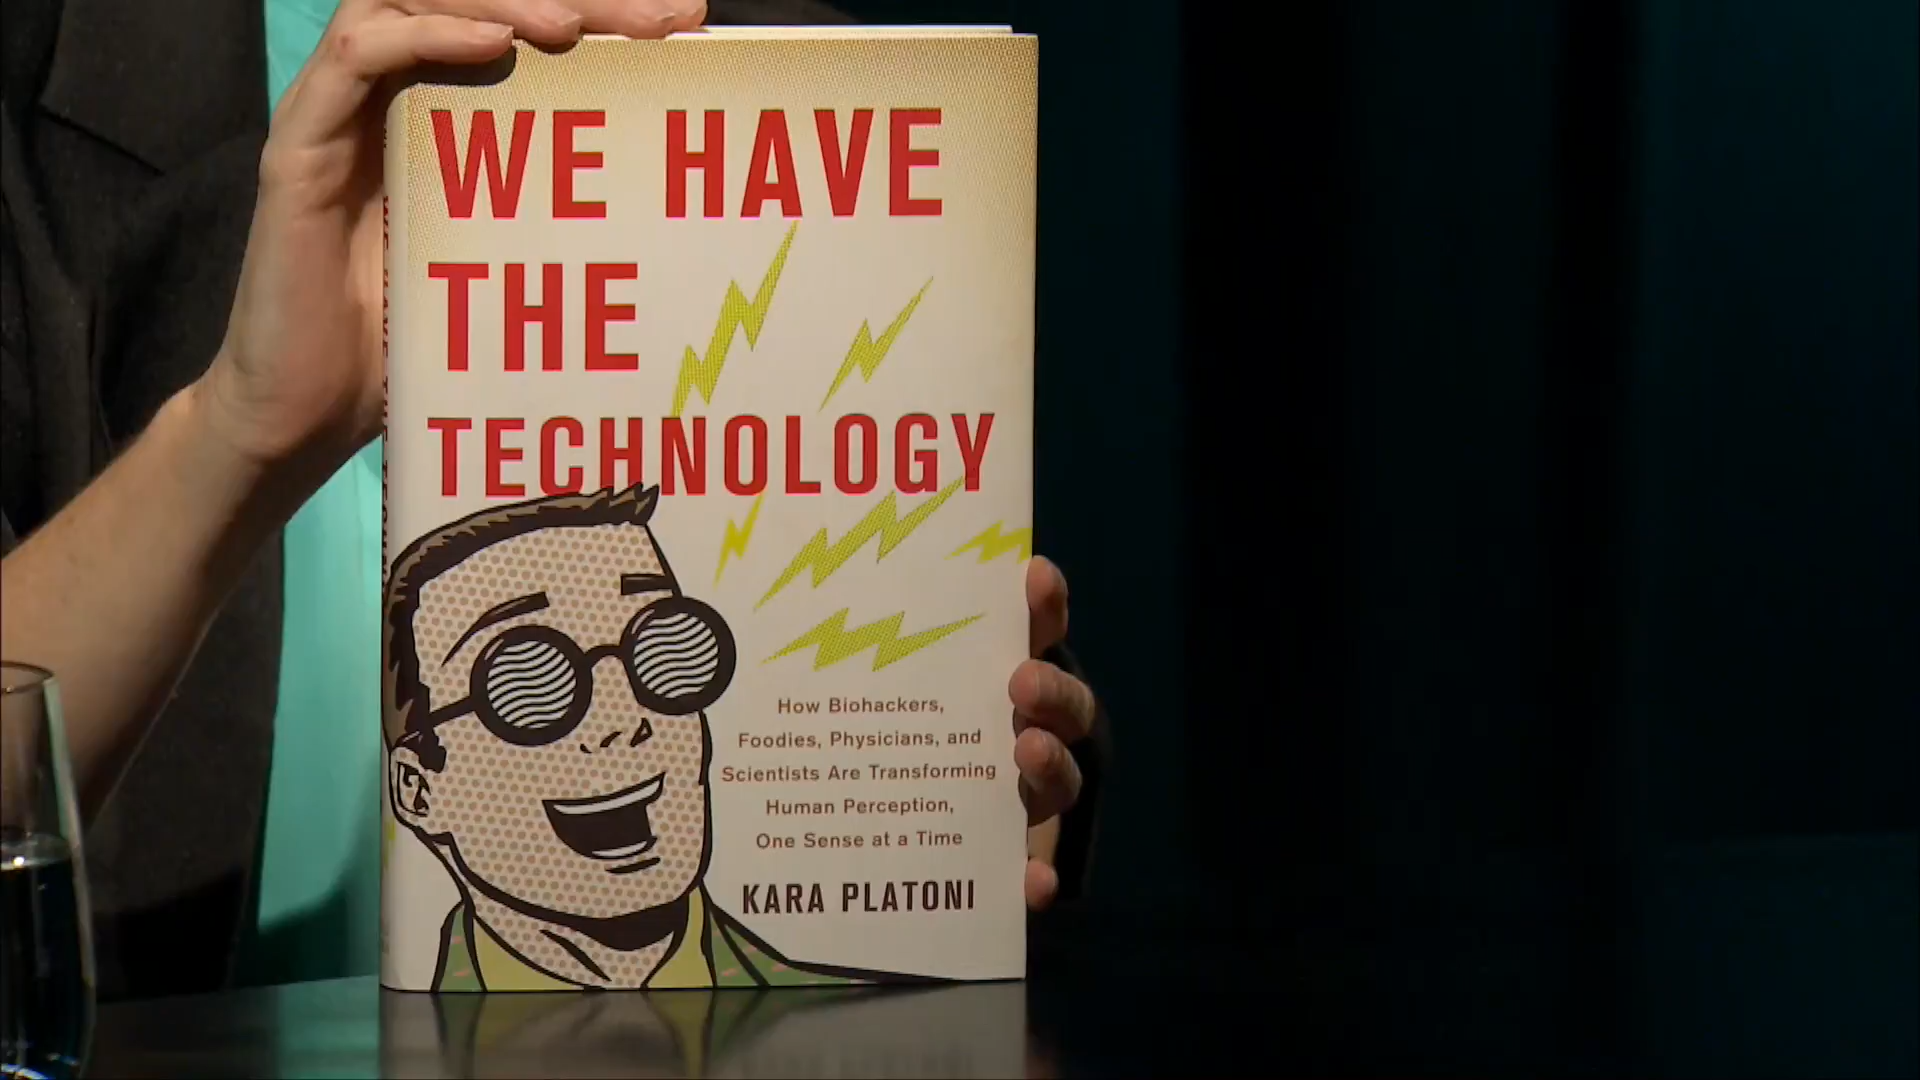 WE HAVE
THE
TECHNOLOGY
How Biohackers,
Foodies, Physicians, and
Scientists Are Transforming
Human Perception,
One Sense at a Time
KARA PLATONI